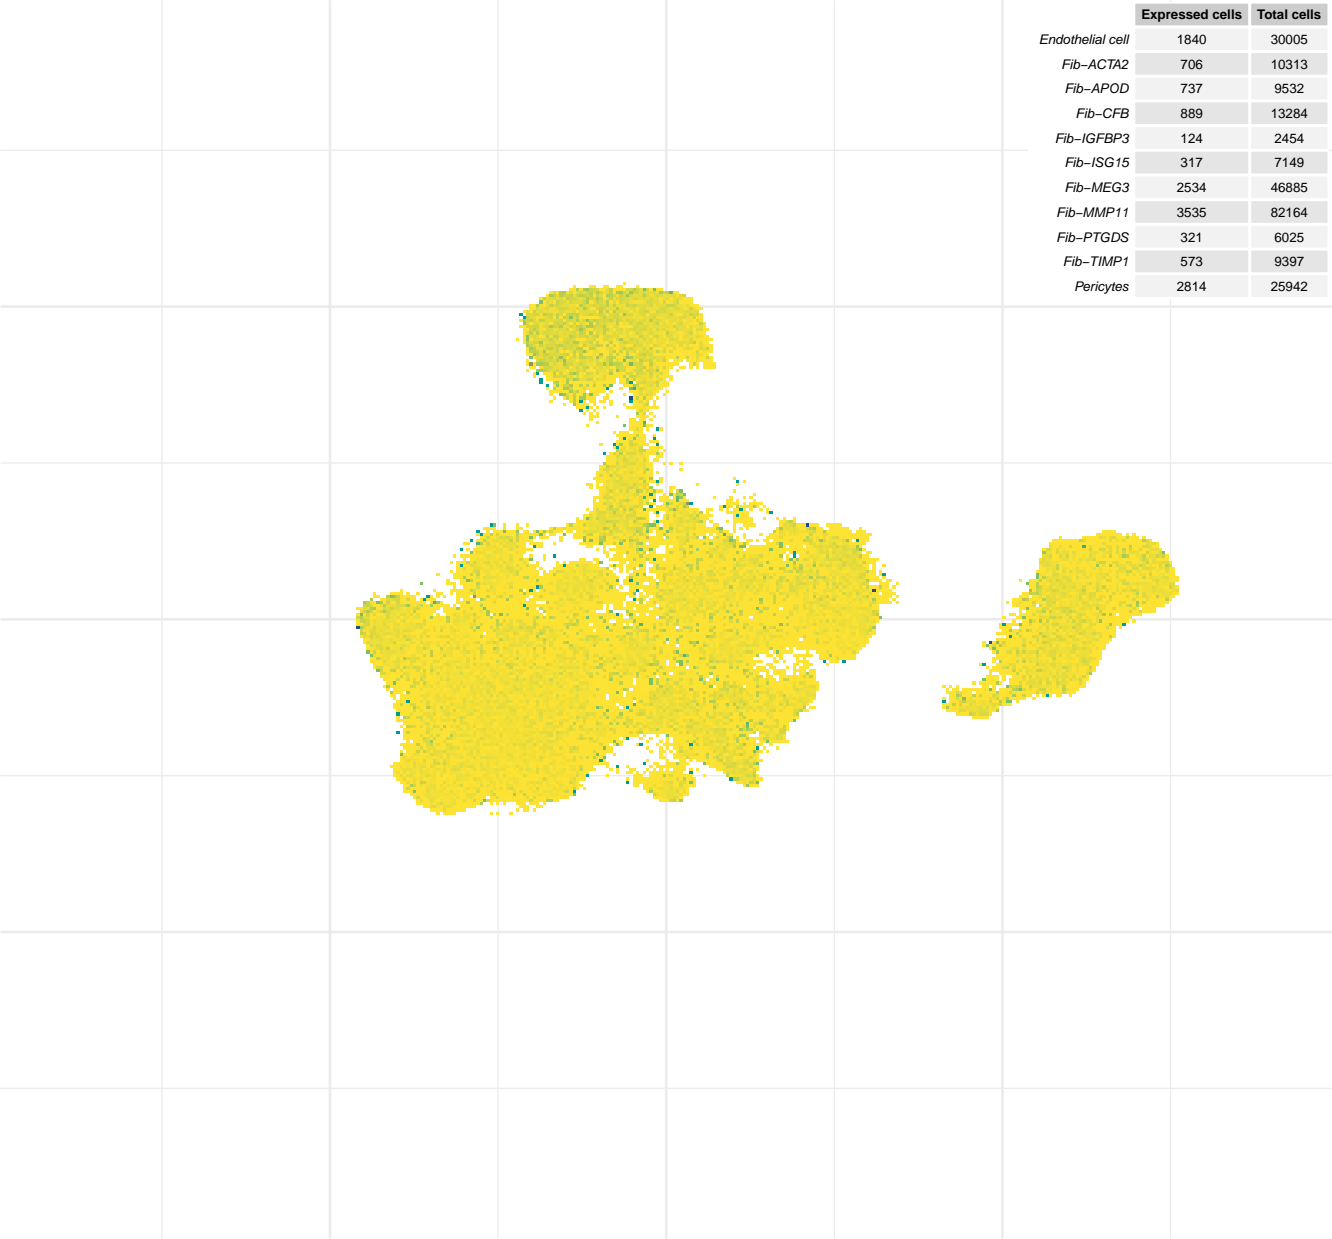 Expressed cells Total cells
Endothelial cell 1840 30005
Fib−ACTA2 706 10313
Fib−APOD 737 9532
Fib−CFB 889 13284
Fib−IGFBP3 124 2454
Fib−ISG15 317 7149
Fib−MEG3 2534 46885
Fib−MMP11 3535 82164
Fib−PTGDS 321 6025
Fib−TIMP1 573 9397
Pericytes 2814 25942